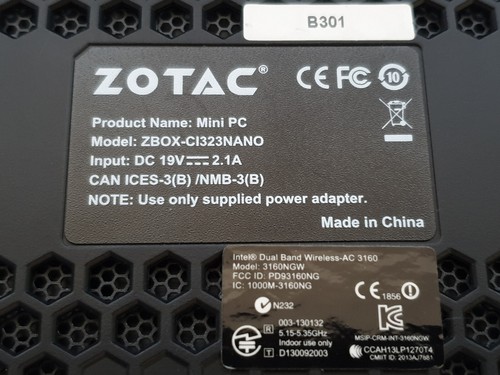 B301
ZOTAC®
CE FC 10
Product Name: Mini PC
Model: ZBOX-CI323NANO
Input: DC 19V⎓2.1A
CAN ICES-3(B) /NMB-3(B)
NOTE: Use only supplied power adapter.
Made in China
Intel® Dual Band Wireless-AC 3160
Model: 3160NGW
FCC ID: PD93160NG
IC: 1000M-3160NG
N232
CE 1856
003-130132
R 5.15-5.35GHz
Indoor use only
T D130092003
MSIP-CRM-INT-3160NGW
CCAH13LP1270T4
CMIIT ID: 2013AJ7881